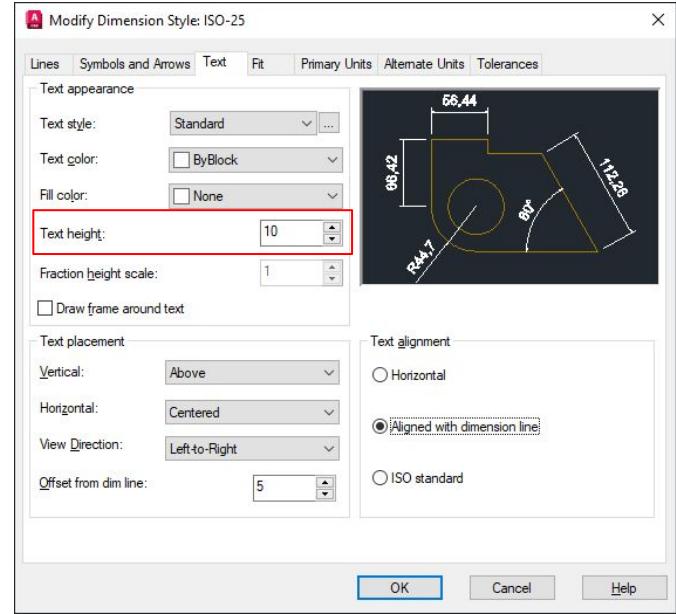 Modify Dimension Style: ISO-25
Lines Symbols and Arrows Text Fit Primary Units Alternate Units Tolerances
Text appearance
Text style: Standard ...
Text color: ByBlock
Fill color: None
Text height: 10
Fraction height scale: 1
Draw frame around text
56,44
66,42
112,26
60°
R44,7
Text placement
Vertical: Above
Horizontal: Centered
View Direction: Left-to-Right
Offset from dim line: 5
Text alignment
Horizontal
Aligned with dimension line
ISO standard
OK Cancel Help